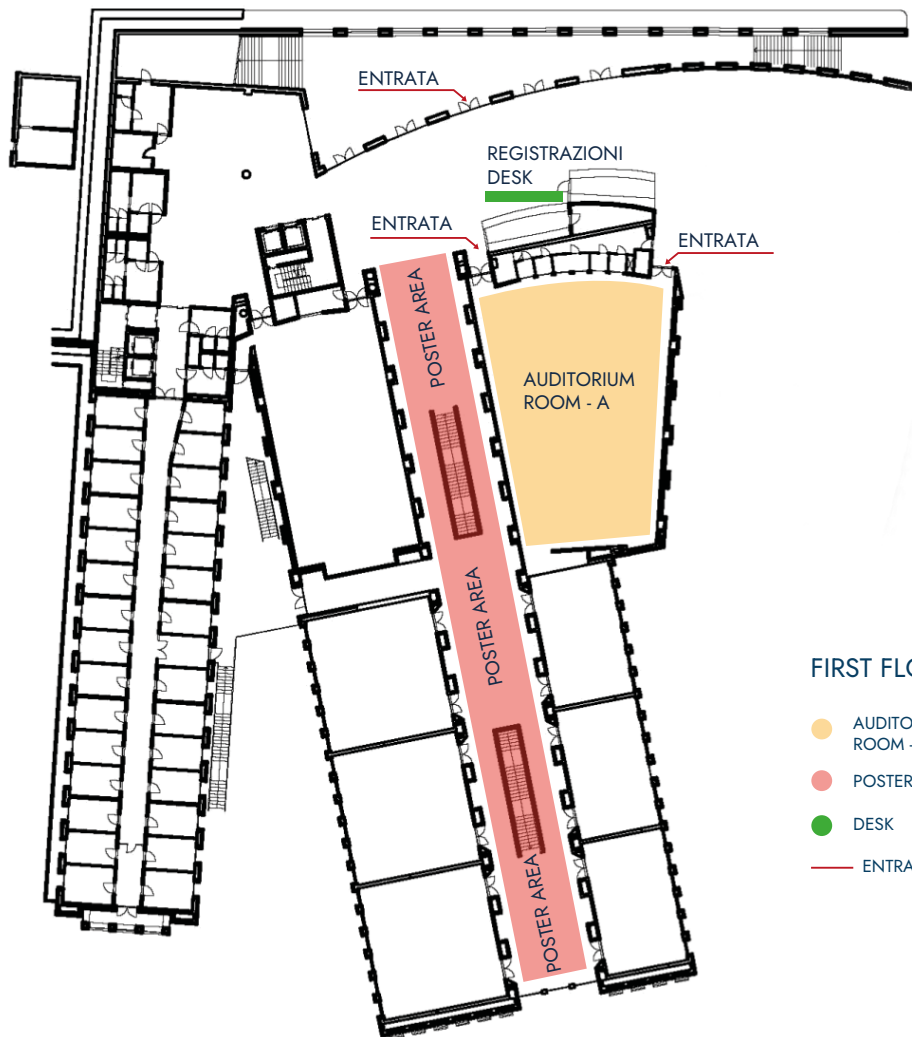 ENTRATA
REGISTRAZIONI
DESK
ENTRATA
ENTRATA
POSTER AREA
AUDITORIUM
ROOM - A
POSTER AREA
POSTER AREA
FIRST FLO
AUDITO
ROOM -
POSTER
DESK
ENTRA